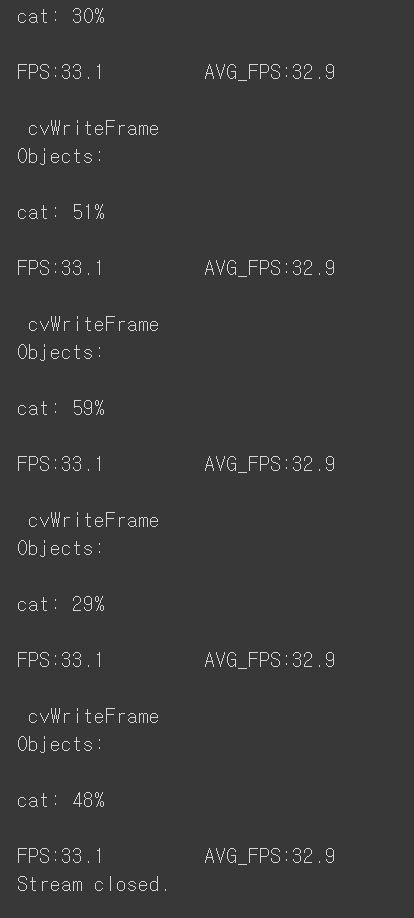 cat: 30%
FPS:33.1 AVG_FPS:32.9
cvWriteFrame
Objects:
cat: 51%
FPS:33.1 AVG_FPS:32.9
cvWriteFrame
Objects:
cat: 59%
FPS:33.1 AVG_FPS:32.9
cvWriteFrame
Objects:
cat: 29%
FPS:33.1 AVG_FPS:32.9
cvWriteFrame
Objects:
cat: 48%
FPS:33.1 AVG_FPS:32.9
Stream closed.